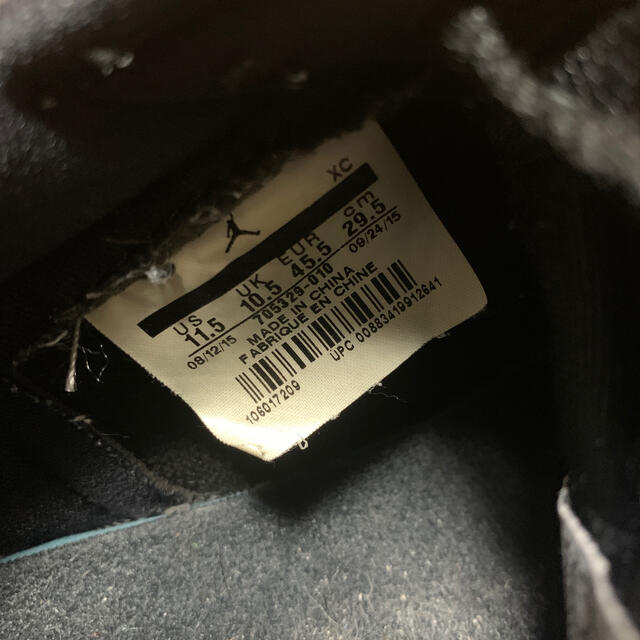 XC
US UK EUR cm
11.5 10.5 45.5 29.5
08/12/15 705329-010 09/24/15
MADE IN CHINA
FABRIQUE EN CHINE
106017209 UPC 00883419912641